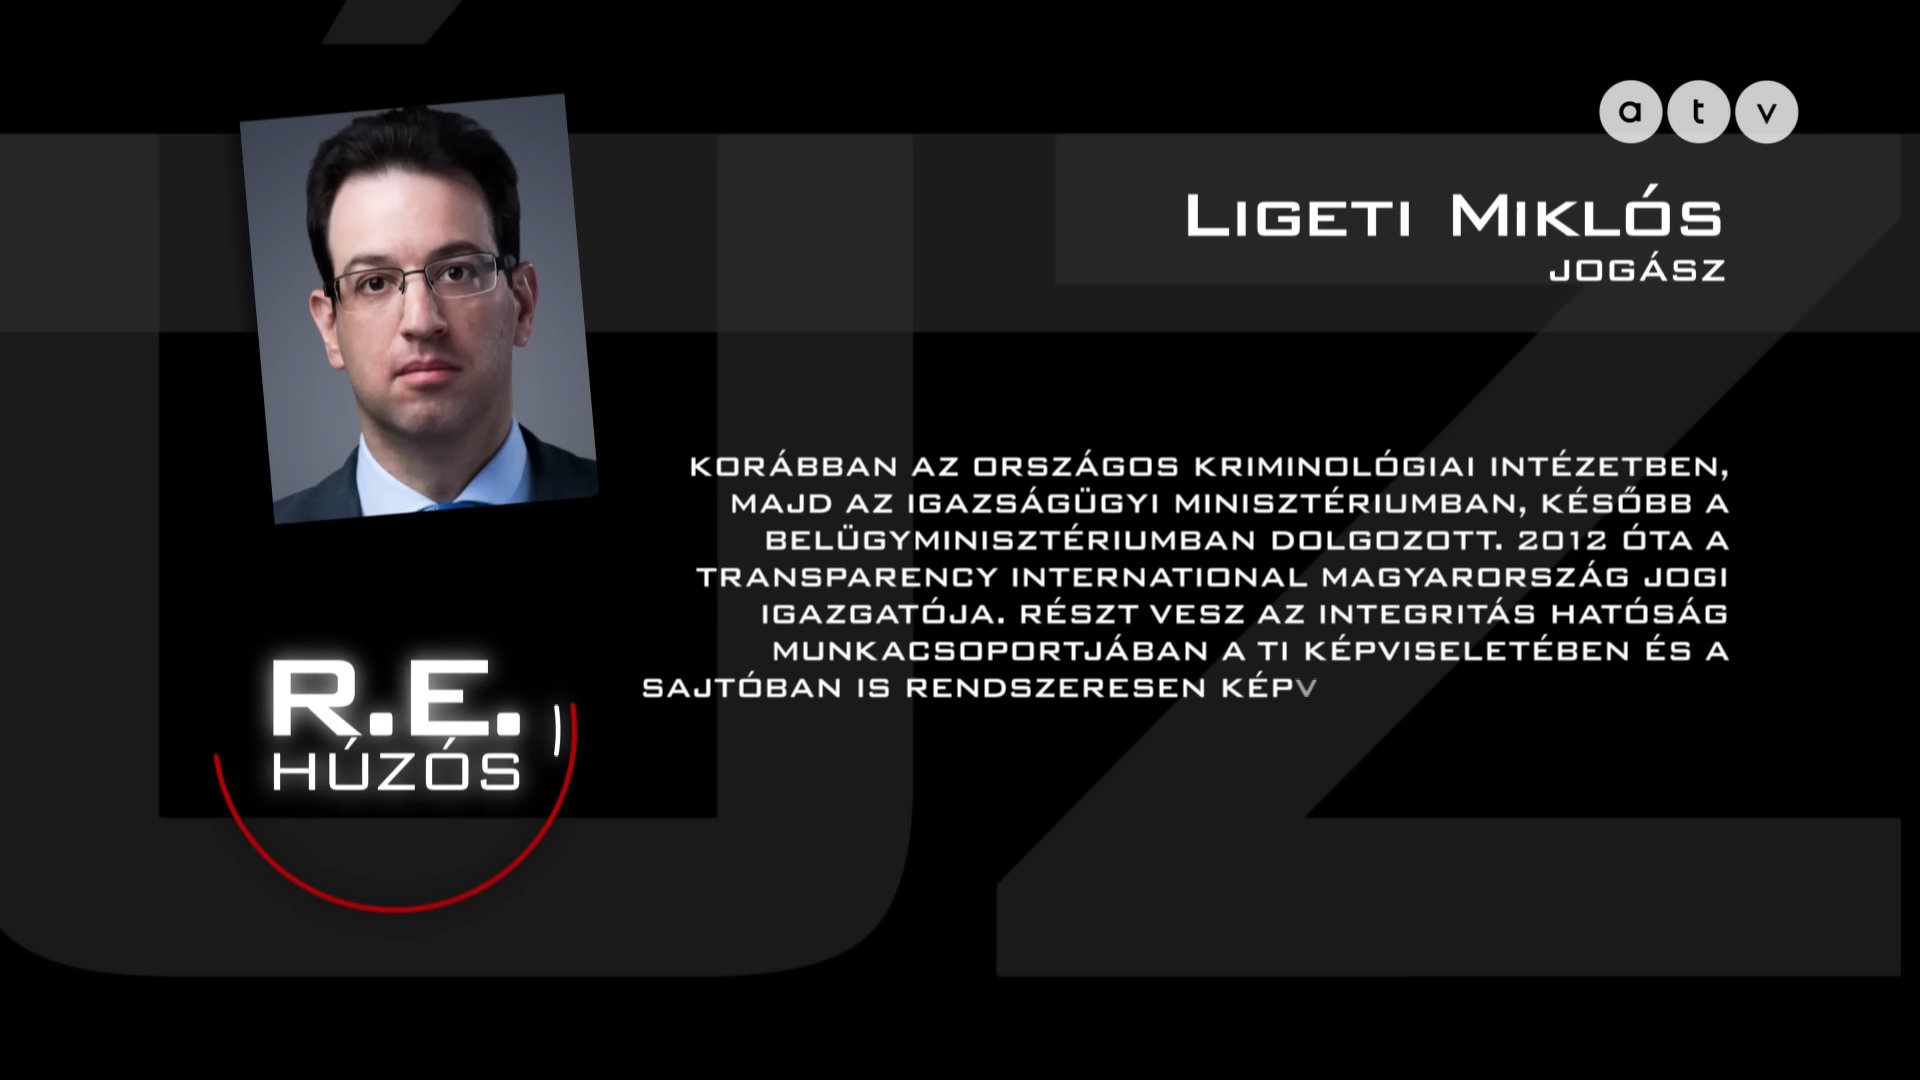 atv
LIGETI MIKLÓS
JOGÁSZ
KORÁBBAN AZ ORSZÁGOS KRIMINOLÓGIAI INTÉZETBEN,
MAJD AZ IGAZSÁGÜGYI MINISZTÉRIUMBAN, KÉSŐBB A
BELÜGYMINISZTÉRIUMBAN DOLGOZOTT. 2012 ÓTA A
TRANSPARENCY INTERNATIONAL MAGYARORSZÁG JOGI
IGAZGATÓJA. RÉSZT VESZ AZ INTEGRITÁS HATÓSÁG
MUNKACSOPORTJÁBAN A TI KÉPVISELETÉBEN ÉS A
SAJTÓBAN IS RENDSZERESEN KÉPV
R.E.
HÚZÓS